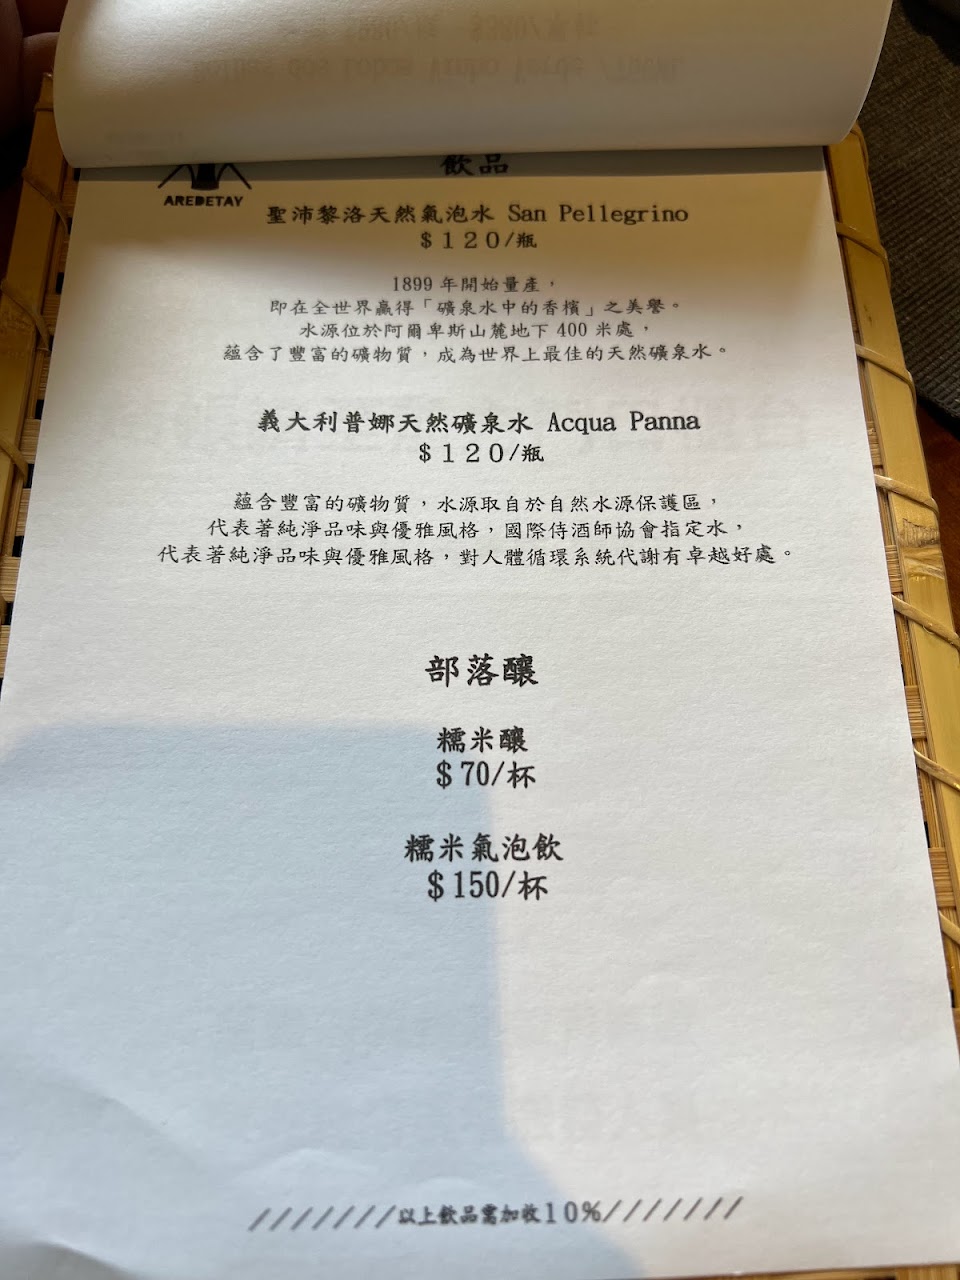 飲品
AREDETAY
聖沛黎洛天然氣泡水 San Pellegrino
$120/瓶
1899 年開始量產，
即在全世界贏得「礦泉水中的香檳」之美譽。
水源位於阿爾卑斯山麓地下 400 米處，
蘊含了豐富的礦物質，成為世界上最佳的天然礦泉水。
義大利普娜天然礦泉水 Acqua Panna
$120/瓶
蘊含豐富的礦物質，水源取自於自然水源保護區，
代表著純淨品味與優雅風格，國際侍酒師協會指定水，
代表著純淨品味與優雅風格，對人體循環系統代謝有卓越好處。
部落釀
糯米釀
$70/杯
糯米氣泡飲
$150/杯
///////以上飲品需加收10%///////